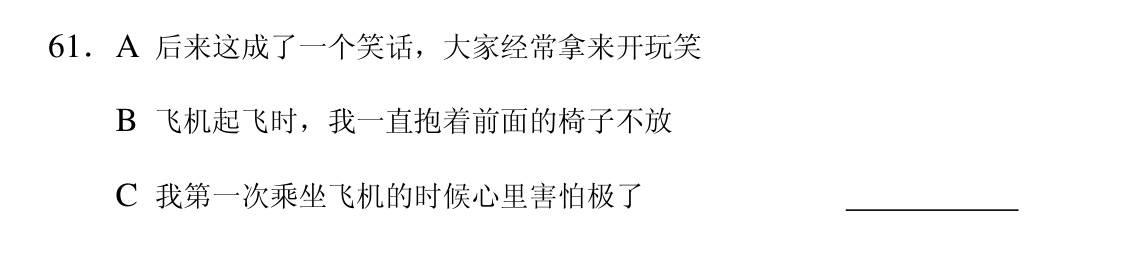 61. A 后来这成了一个笑话，大家经常拿来开玩笑
B 飞机起飞时，我一直抱着前面的椅子不放
C 我第一次乘坐飞机的时候心里害怕极了 ________